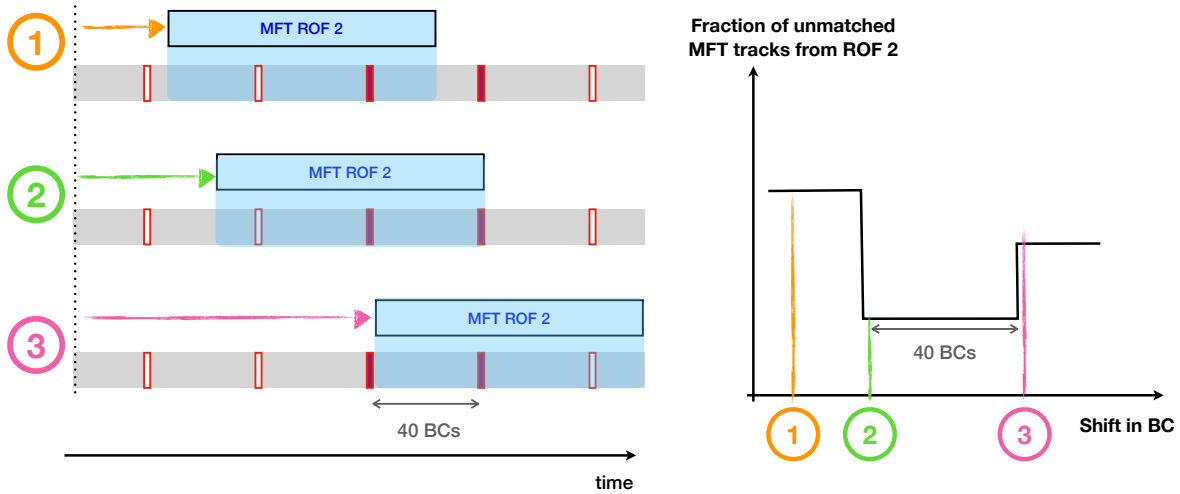 1
MFT ROF 2
2
MFT ROF 2
3
MFT ROF 2
40 BCs
time
Fraction of unmatched
MFT tracks from ROF 2
40 BCs
1
2
3
Shift in BC